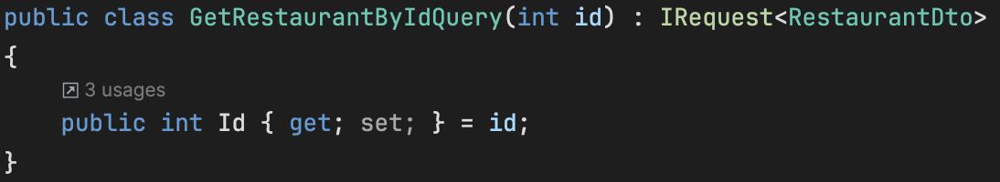 public class GetRestaurantByIdQuery(int id) : IRequest<RestaurantDto>
{
3 usages
public int Id { get; set; } = id;
}